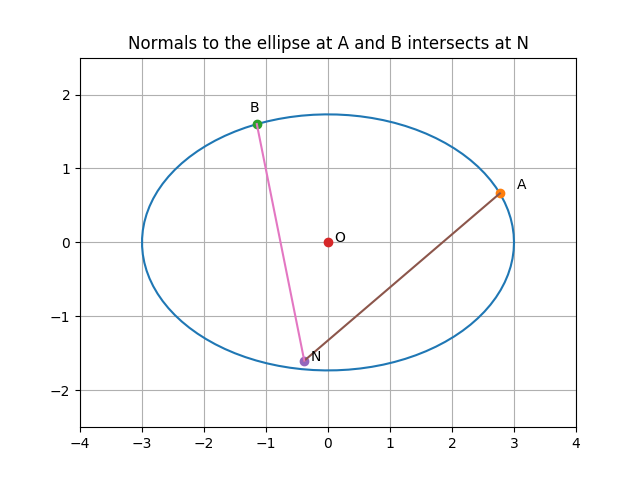 Normals to the ellipse at A and B intersects at N
B
A
O
N
2
1
0
−1
−2
−4 −3 −2 −1 0 1 2 3 4